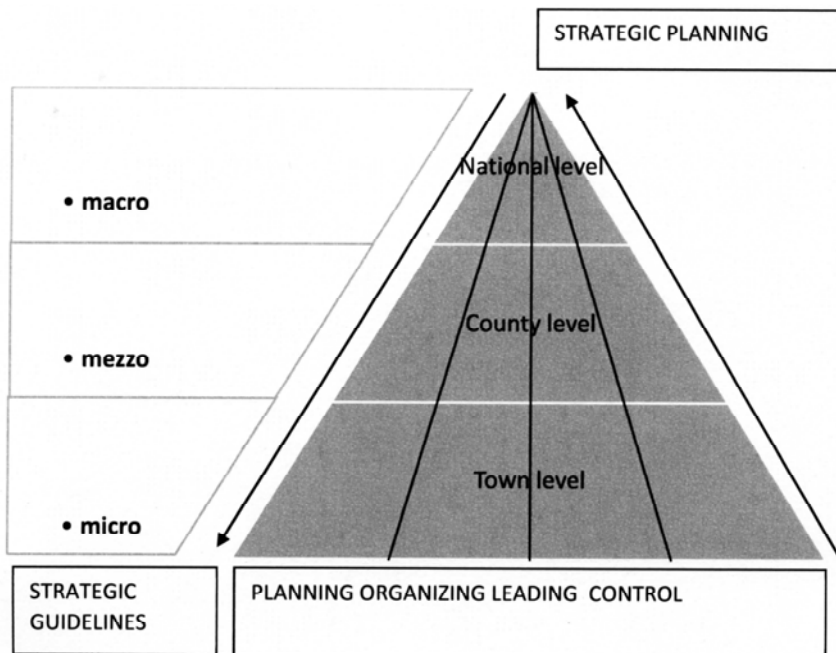 STRATEGIC PLANNING
National level
• macro
County level
• mezzo
Town level
• micro
STRATEGIC
GUIDELINES
PLANNING ORGANIZING LEADING CONTROL